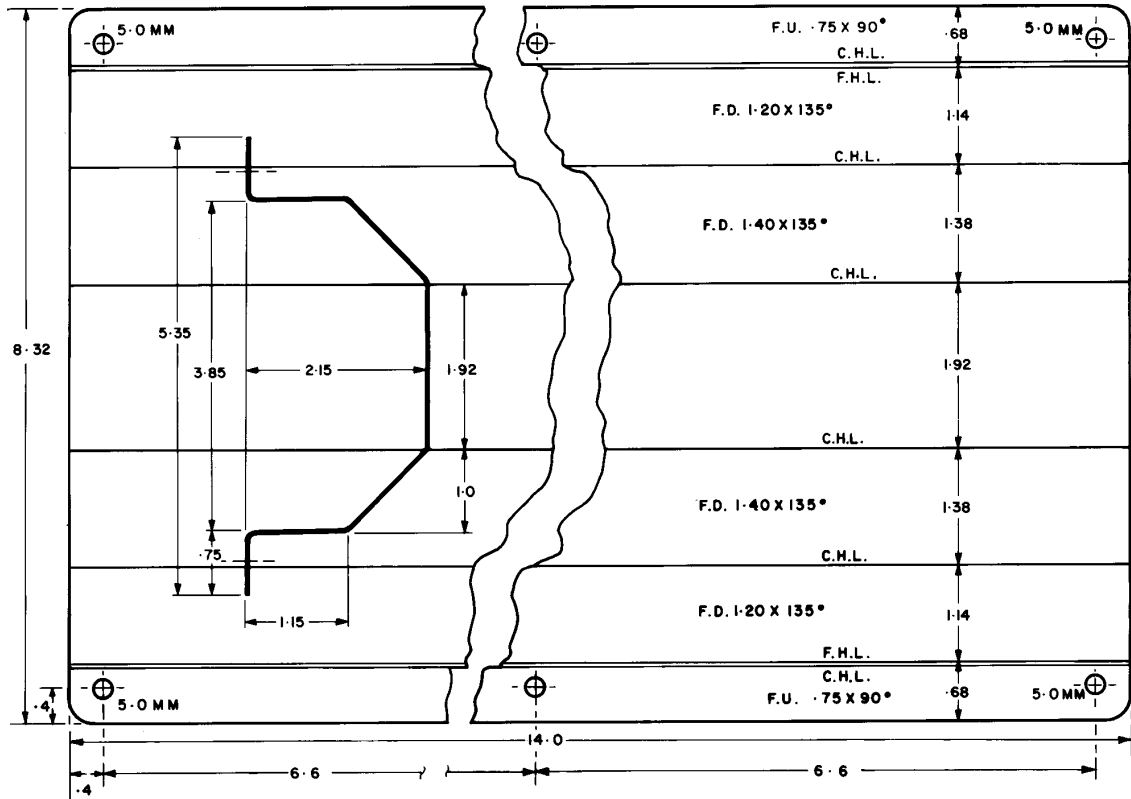 5·0 MM
F.U. ·75 X 90°
·68
5·0 MM
C.H.L.
F.H.L.
F.D. 1·20 X 135°
1·14
C.H.L.
F.D. 1·40 X 135°
1·38
C.H.L.
8·32
5·35
3·85
2·15
1·92
1·92
C.H.L.
1·0
F.D. 1·40 X 135°
1·38
·75
C.H.L.
F.D. 1·20 X 135°
1·14
1·15
F.H.L.
C.H.L.
·4
5·0 MM
F.U. ·75 X 90°
·68
5·0 MM
14·0
6·6
6·6
·4